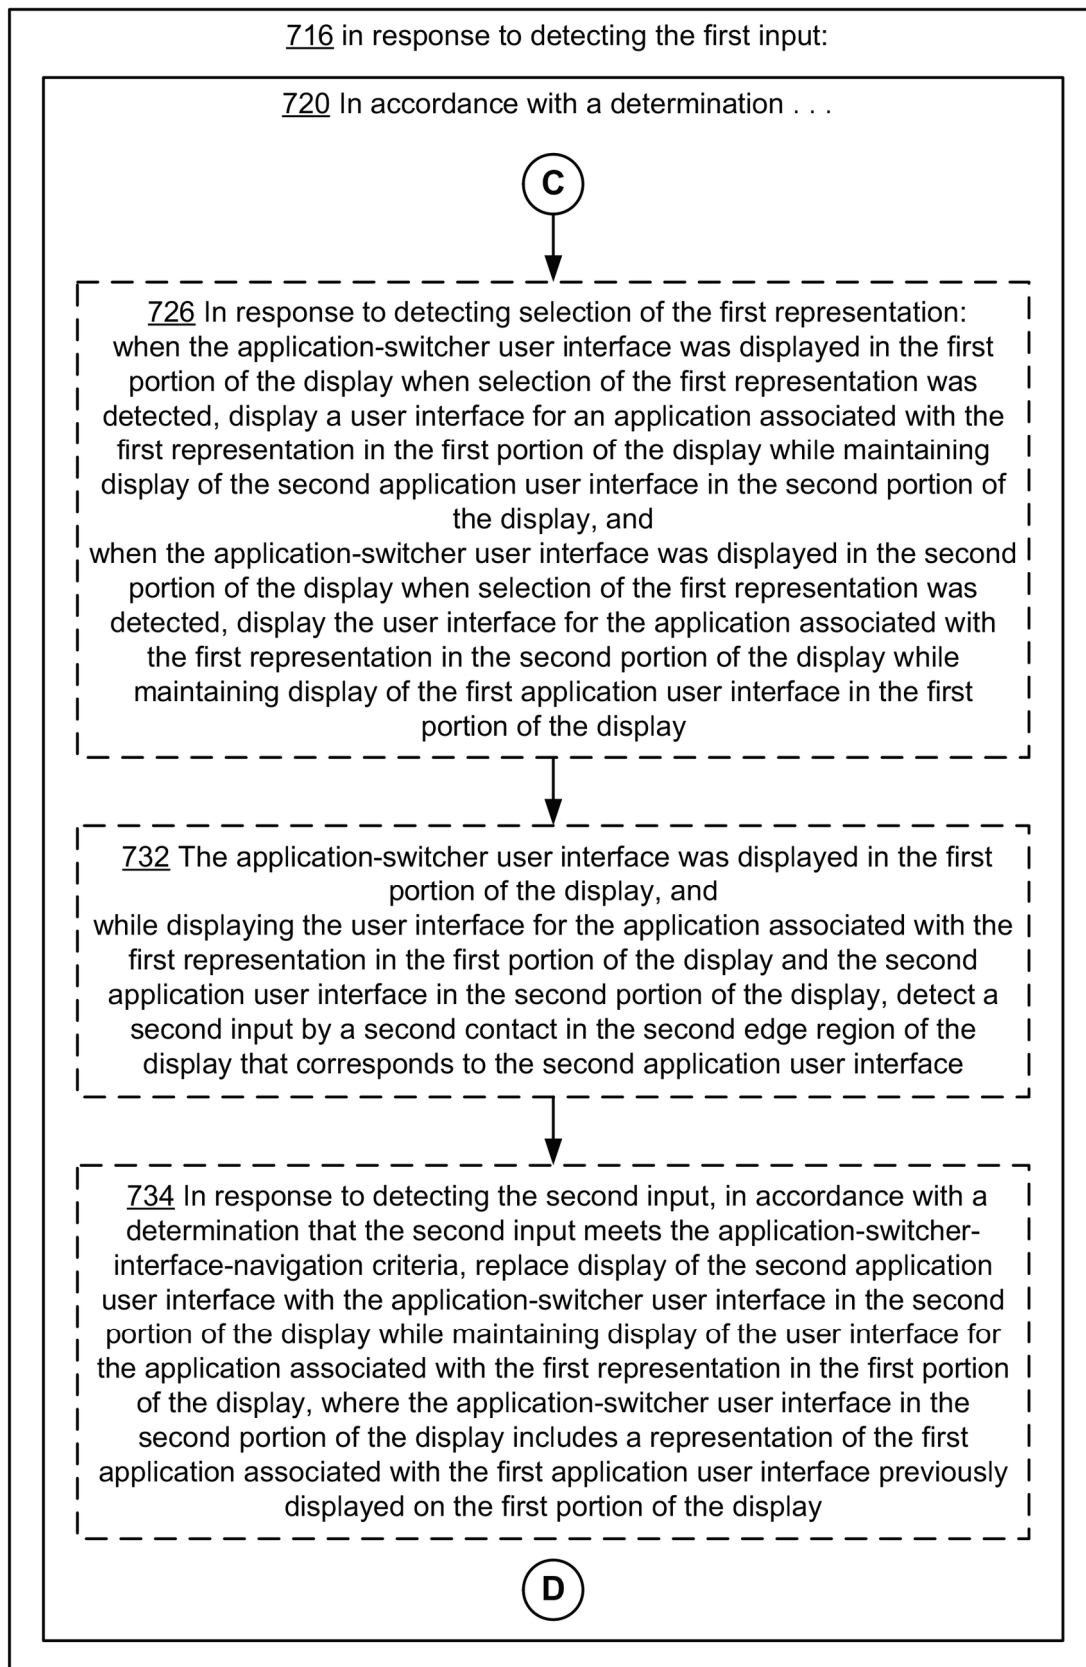 716 in response to detecting the first input:
720 In accordance with a determination . . .
C
726 In response to detecting selection of the first representation:
when the application-switcher user interface was displayed in the first
portion of the display when selection of the first representation was
detected, display a user interface for an application associated with the
first representation in the first portion of the display while maintaining
display of the second application user interface in the second portion of
the display, and
when the application-switcher user interface was displayed in the second
portion of the display when selection of the first representation was
detected, display the user interface for the application associated with
the first representation in the second portion of the display while
maintaining display of the first application user interface in the first
portion of the display
732 The application-switcher user interface was displayed in the first
portion of the display, and
while displaying the user interface for the application associated with the
first representation in the first portion of the display and the second
application user interface in the second portion of the display, detect a
second input by a second contact in the second edge region of the
display that corresponds to the second application user interface
734 In response to detecting the second input, in accordance with a
determination that the second input meets the application-switcher-
interface-navigation criteria, replace display of the second application
user interface with the application-switcher user interface in the second
portion of the display while maintaining display of the user interface for
the application associated with the first representation in the first portion
of the display, where the application-switcher user interface in the
second portion of the display includes a representation of the first
application associated with the first application user interface previously
displayed on the first portion of the display
D